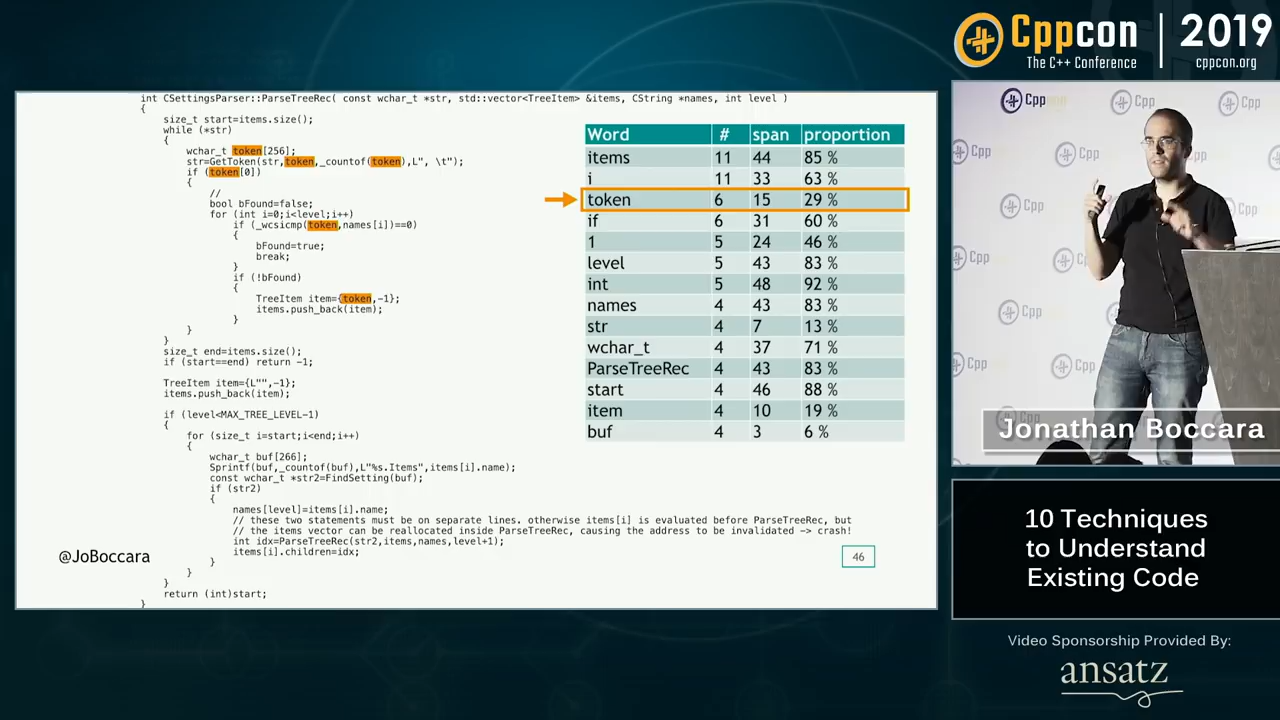 Cppcon | 2019
The C++ Conference
cppcon.org
int CSettingsParser::ParseTreeRec( const wchar_t *str, std::vector<TreeItem> &items, CString *names, int level )
{
size_t start=items.size();
while (*str)
{
wchar_t token[256];
str=GetToken(str,token,_countof(token),L", \t");
if (token[0])
{
//
bool bFound=false;
for (int i=0;i<level;i++)
if (_wcsicmp(token,names[i])==0)
{
bFound=true;
break;
}
if (!bFound)
{
TreeItem item={token,-1};
items.push_back(item);
}
}
}
size_t end=items.size();
if (start==end) return -1;
TreeItem item={L"",-1};
items.push_back(item);
if (level<MAX_TREE_LEVEL-1)
{
for (size_t i=start;i<end;i++)
{
wchar_t buf[266];
Sprintf(buf,_countof(buf),L"%s.Items",items[i].name);
const wchar_t *str2=FindSetting(buf);
if (str2)
{
names[level]=items[i].name;
// these two statements must be on separate lines. otherwise items[i] is evaluated before ParseTreeRec, but
// the items vector can be reallocated inside ParseTreeRec, causing the address to be invalidated -> crash!
int idx=ParseTreeRec(str2,items,names,level+1);
items[i].children=idx;
}
}
}
return (int)start;
}
Word # span proportion
items 11 44 85 %
i 11 33 63 %
token 6 15 29 %
if 6 31 60 %
1 5 24 46 %
level 5 43 83 %
int 5 48 92 %
names 4 43 83 %
str 4 7 13 %
wchar_t 4 37 71 %
ParseTreeRec 4 43 83 %
start 4 46 88 %
item 4 10 19 %
buf 4 3 6 %
@JoBoccara
46
Jonathan Boccara
10 Techniques
to Understand
Existing Code
Video Sponsorship Provided By:
ansatz